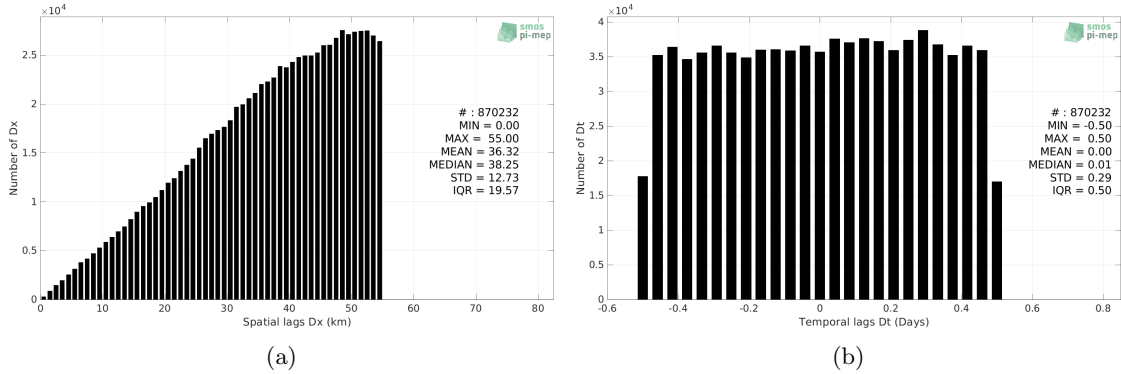 ×10⁴
smos
pi-mep
Number of Dx
2.5
2
1.5
1
0.5
0
# : 870232
MIN = 0.00
MAX = 55.00
MEAN = 36.32
MEDIAN = 38.25
STD = 12.73
IQR = 19.57
0 10 20 30 40 50 60 70 80
Spatial lags Dx (km)
(a)
×10⁴
smos
pi-mep
Number of Dt
4
3.5
3
2.5
2
1.5
1
0.5
0
# : 870232
MIN = -0.50
MAX = 0.50
MEAN = 0.00
MEDIAN = 0.01
STD = 0.29
IQR = 0.50
-0.6 -0.4 -0.2 0 0.2 0.4 0.6 0.8
Temporal lags Dt (Days)
(b)